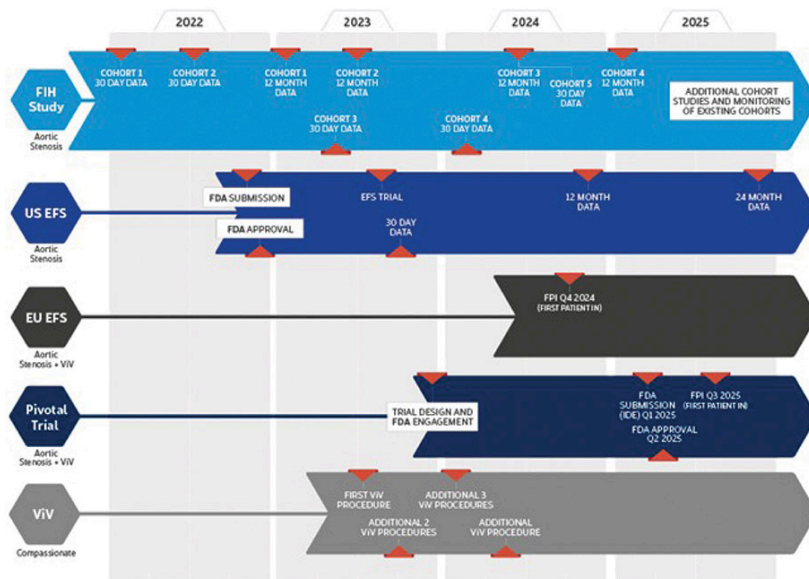 2022
2023
2024
2025
FIH
Study
Aortic
Stenosis
COHORT 1
30 DAY DATA
COHORT 2
30 DAY DATA
COHORT 1
12 MONTH
DATA
COHORT 2
12 MONTH
DATA
COHORT 3
12 MONTH
DATA
COHORT 5
30 DAY
DATA
COHORT 4
12 MONTH
DATA
COHORT 3
30 DAY DATA
COHORT 4
30 DAY DATA
ADDITIONAL COHORT
STUDIES AND MONITORING
OF EXISTING COHORTS
US EFS
Aortic
Stenosis
FDA SUBMISSION
FDA APPROVAL
EFS TRIAL
30 DAY
DATA
12 MONTH
DATA
24 MONTH
DATA
EU EFS
Aortic
Stenosis + ViV
FPI Q4 2024
(FIRST PATIENT IN)
Pivotal
Trial
Aortic
Stenosis + ViV
TRIAL DESIGN AND
FDA ENGAGEMENT
FDA
SUBMISSION
(IDE) Q1 2025
FDA APPROVAL
Q2 2025
FPI Q3 2025
(FIRST PATIENT IN)
ViV
Compassionate
FIRST ViV
PROCEDURE
ADDITIONAL 2
ViV PROCEDURES
ADDITIONAL 3
ViV PROCEDURES
ADDITIONAL
ViV PROCEDURE